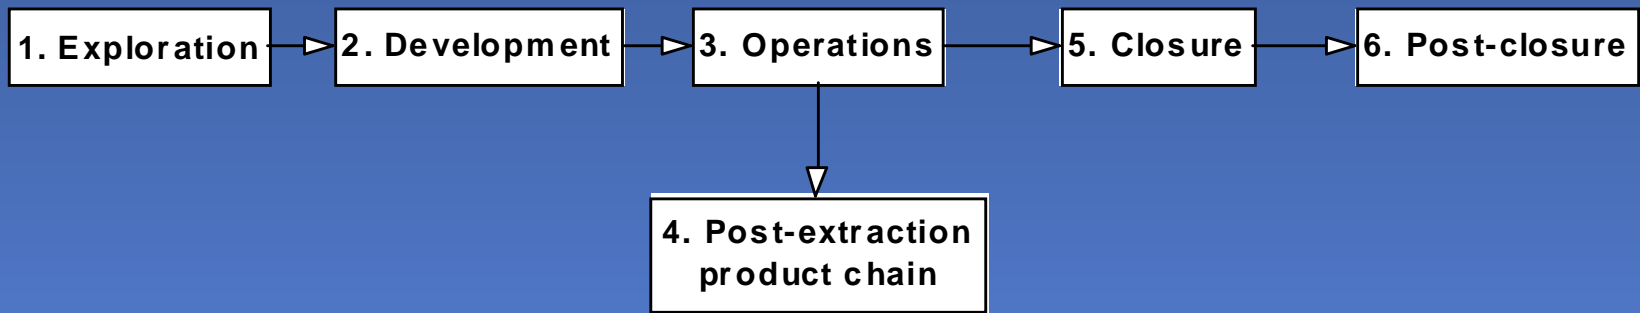 1. Exploration
2. Development
3. Operations
5. Closure
6. Post-closure
4. Post-extraction
product chain